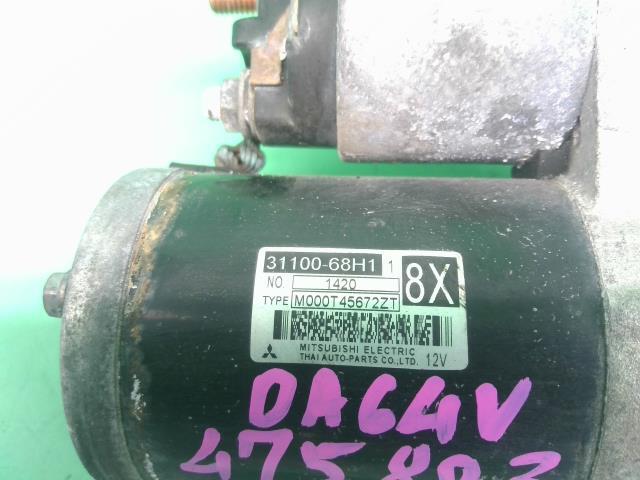 31100-68H1 1
8X
NO. 1420
TYPE M000T45672ZT
MITSUBISHI ELECTRIC
THAI AUTO-PARTS CO.,LTD. 12V
DA64V